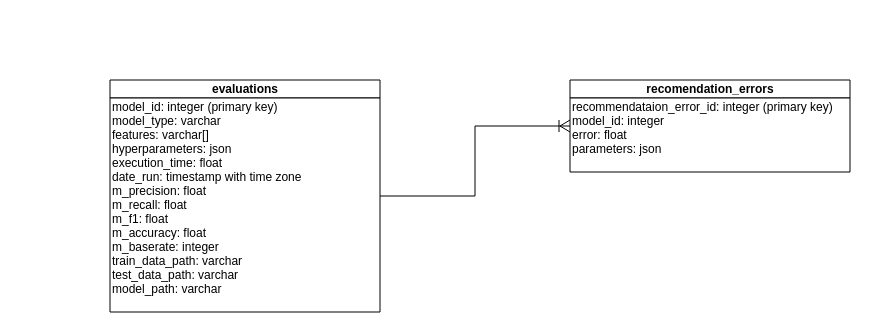 evaluations
model_id: integer (primary key)
model_type: varchar
features: varchar[]
hyperparameters: json
execution_time: float
date_run: timestamp with time zone
m_precision: float
m_recall: float
m_f1: float
m_accuracy: float
m_baserate: integer
train_data_path: varchar
test_data_path: varchar
model_path: varchar
recomendation_errors
recommendataion_error_id: integer (primary key)
model_id: integer
error: float
parameters: json